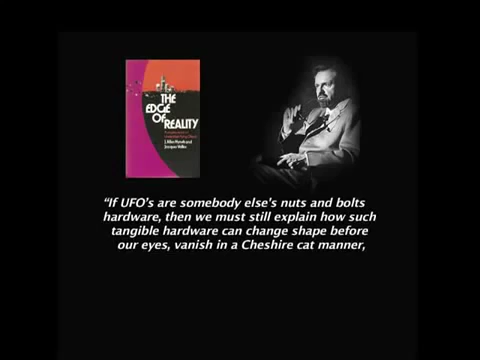 THE
EDGE
OF
REALITY
J. Allen Hynek and
Jacques Vallee
“If UFO's are somebody else's nuts and bolts
hardware, then we must still explain how such
tangible hardware can change shape before
our eyes, vanish in a Cheshire cat manner,